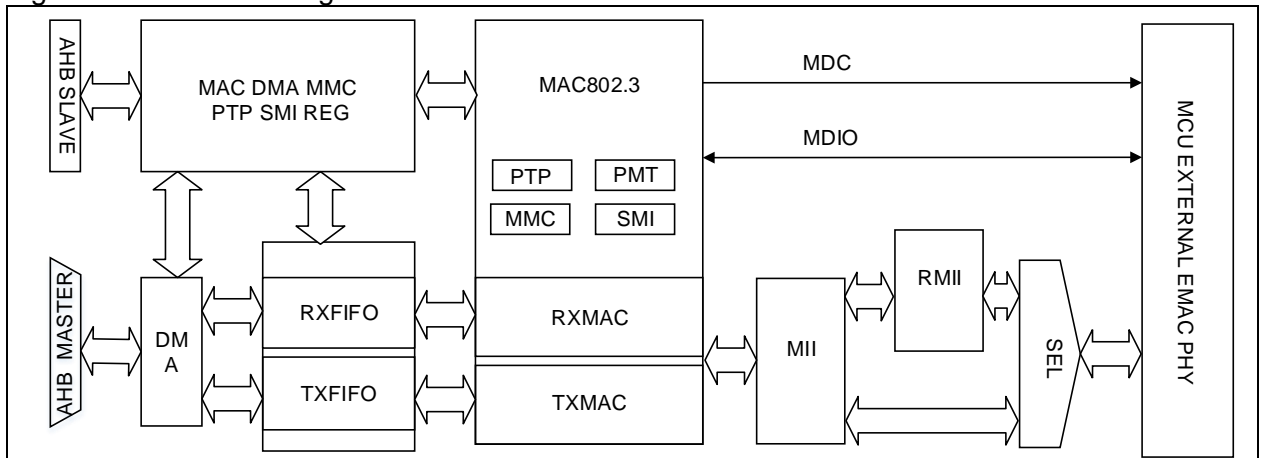 AHB SLAVE
MAC DMA MMC
PTP SMI REG
MAC802.3
MDC
MDIO
PTP
PMT
MMC
SMI
MCU EXTERNAL EMAC PHY
AHB MASTER
DM
A
RXFIFO
TXFIFO
RXMAC
TXMAC
MII
RMII
SEL